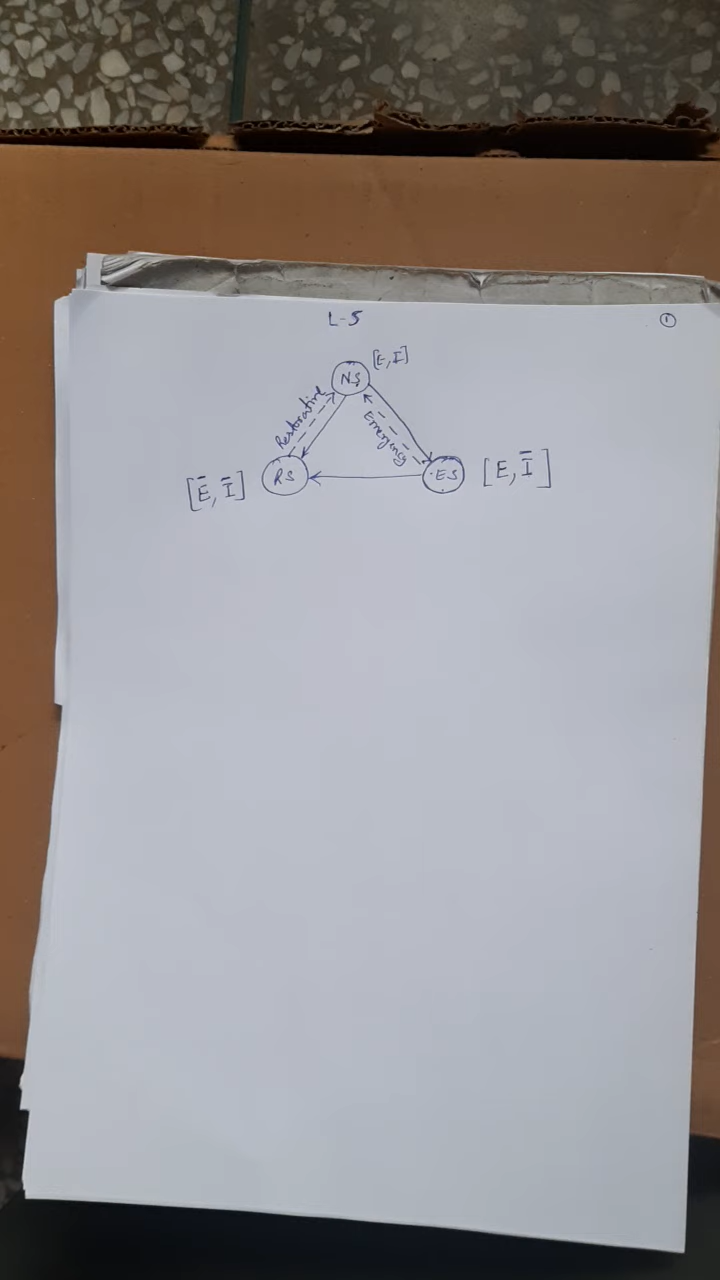 L-5
①
[E, I]
NS
Restorative
Emergency
[Ē, Ī]
RS
ES
[E, Ī]